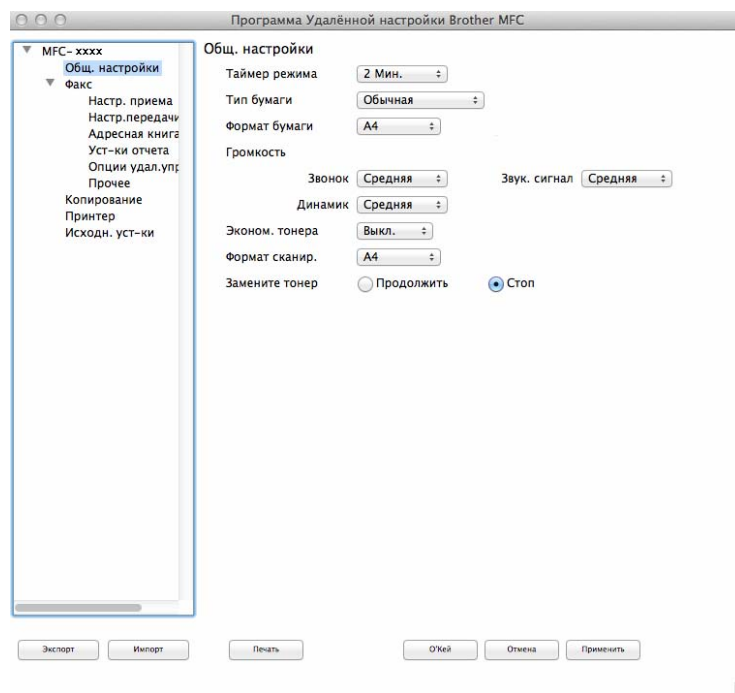 Программа Удалённой настройки Brother MFC
MFC- xxxx
Общ. настройки
Факс
Настр. приема
Настр.передачи
Адресная книга
Уст-ки отчета
Опции удал.упр
Прочее
Копирование
Принтер
Исходн. уст-ки
Общ. настройки
Таймер режима 2 Мин.
Тип бумаги Обычная
Формат бумаги A4
Громкость
Звонок Средняя Звук. сигнал Средняя
Динамик Средняя
Эконом. тонера Выкл.
Формат сканир. A4
Замените тонер Продолжить Стоп
Экспорт Импорт Печать О'Кей Отмена Применить